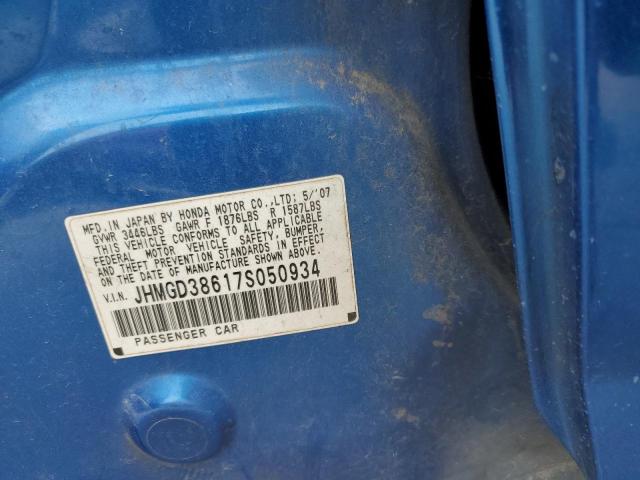 MFD. IN JAPAN BY HONDA MOTOR CO.,LTD; 5/'07
GVWR 3446LBS GAWR F 1876LBS R 1587LBS
THIS VEHICLE CONFORMS TO ALL APPLICABLE
FEDERAL MOTOR VEHICLE SAFETY, BUMPER,
AND THEFT PREVENTION STANDARDS IN EFFECT
ON THE DATE OF MANUFACTURE SHOWN ABOVE.
V.I.N. JHMGD38617S050934
PASSENGER CAR